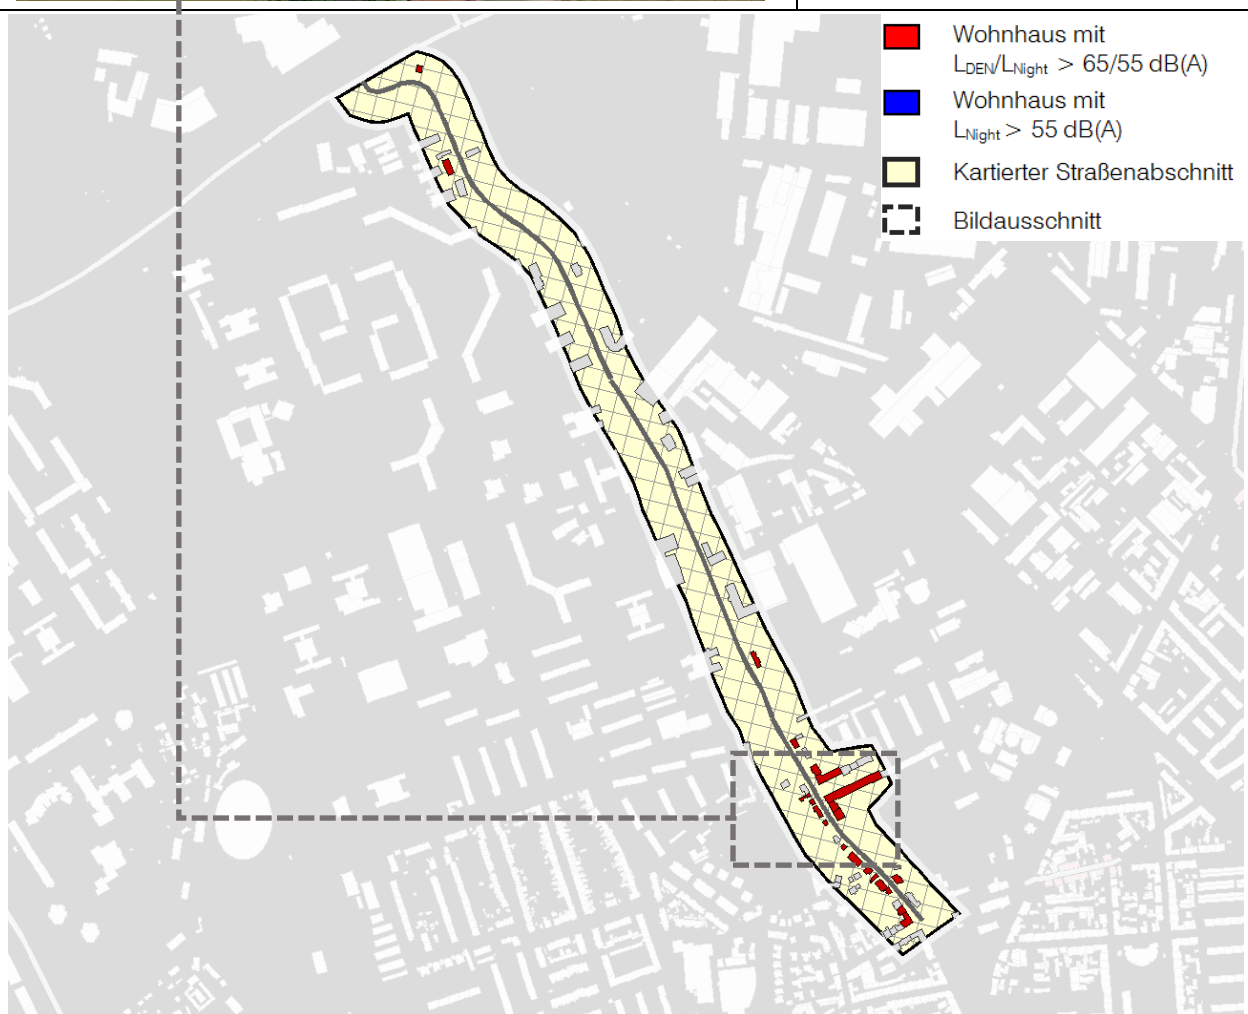 Wohnhaus mit
LDEN/LNight > 65/55 dB(A)
Wohnhaus mit
LNight > 55 dB(A)
Kartierter Straßenabschnitt
Bildausschnitt